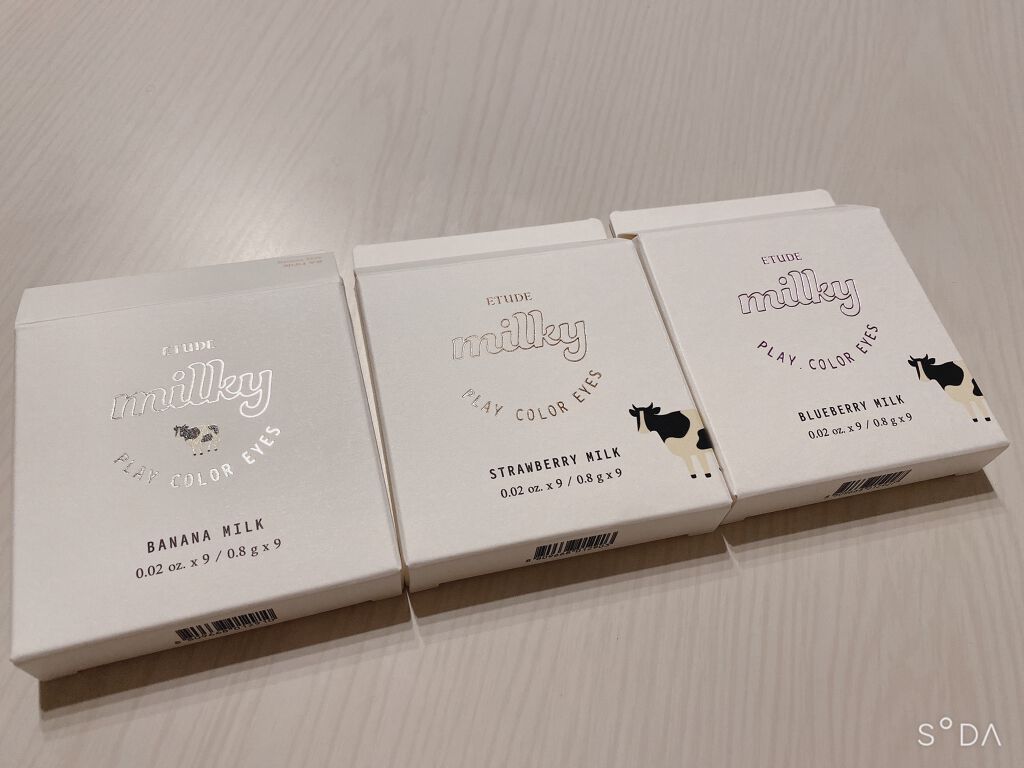 ETUDE
milky
PLAY COLOR EYES
BANANA MILK
0.02 oz. x 9 / 0.8 g x 9
ETUDE
milky
PLAY COLOR EYES
STRAWBERRY MILK
0.02 oz. x 9 / 0.8 g x 9
ETUDE
milky
PLAY COLOR EYES
BLUEBERRY MILK
0.02 oz. x 9 / 0.8 g x 9
SODA